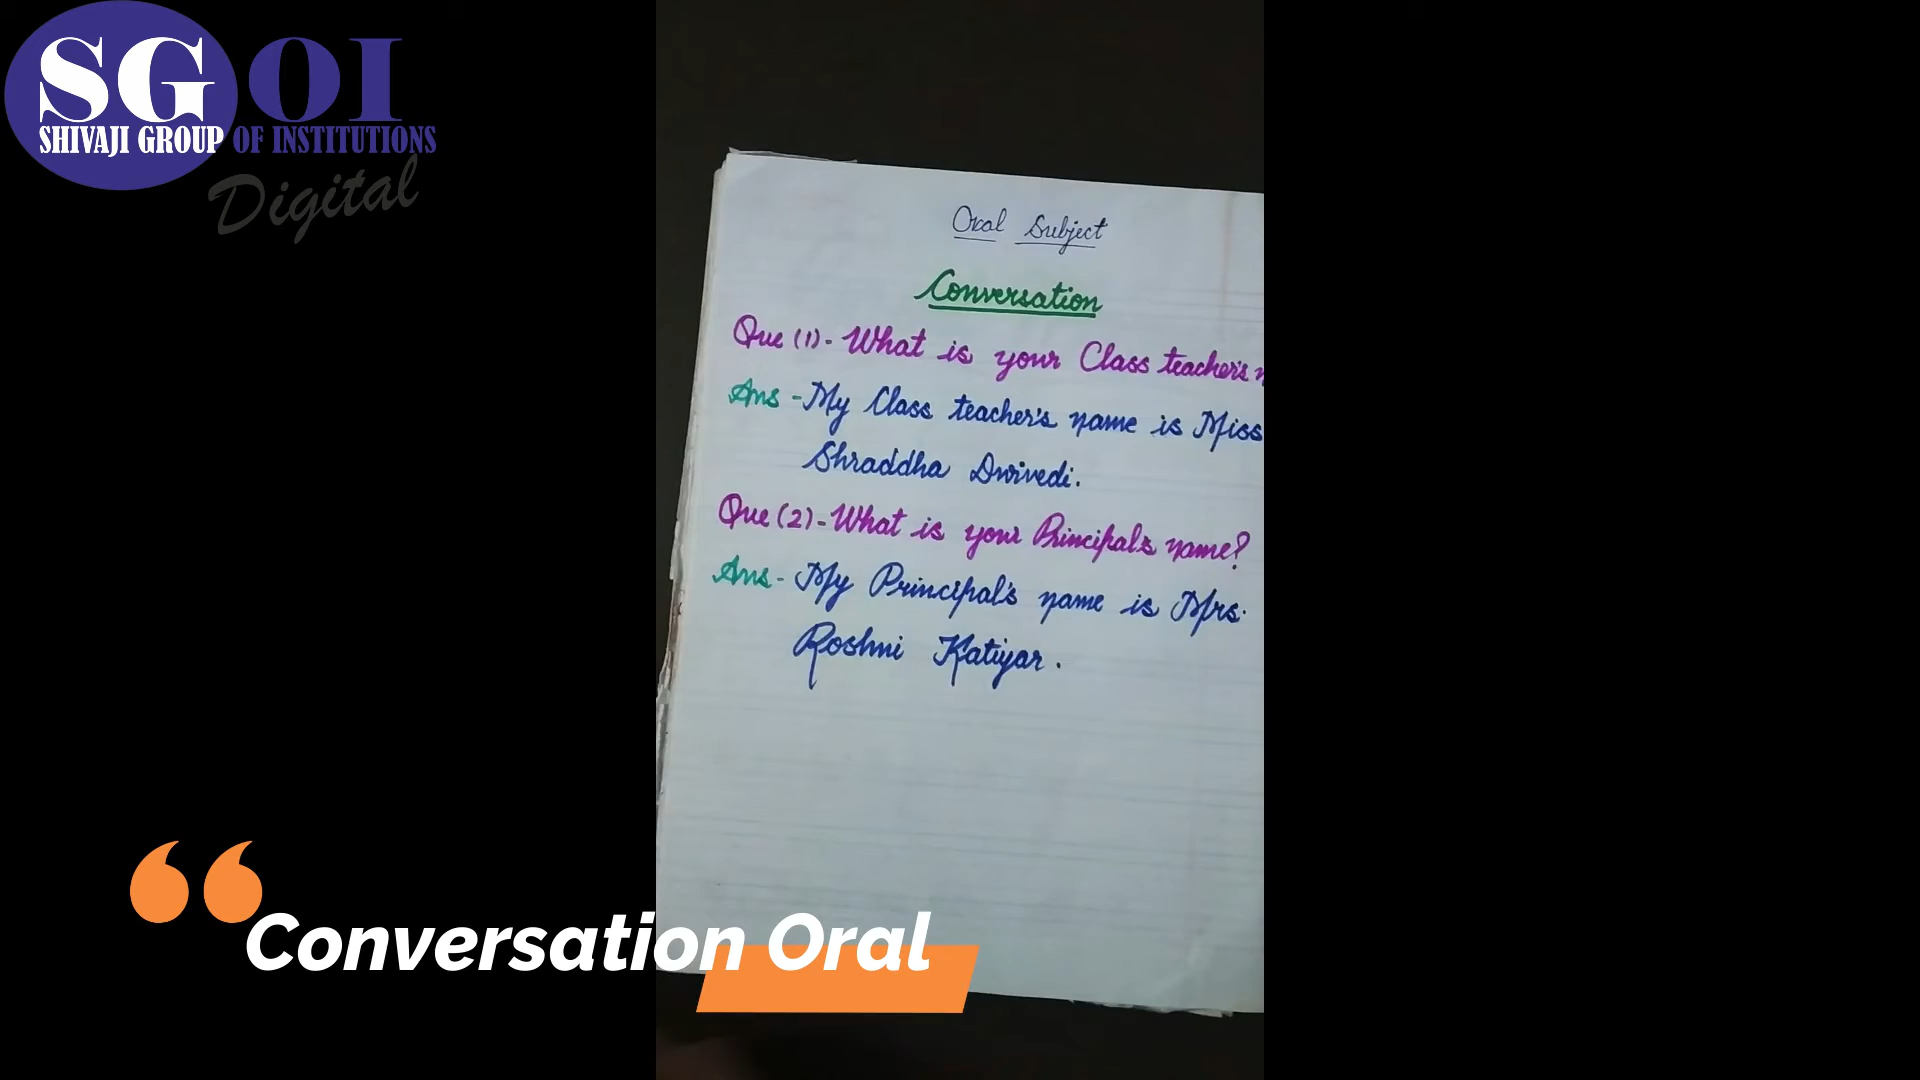 SGOI
SHIVAJI GROUP OF INSTITUTIONS
Digital
Oral Subject
Conversation
Que (1)- What is your Class teacher's
Ans - My Class teacher's name is Miss
Shraddha Dwivedi.
Que (2)- What is your Principal's name?
Ans - My Principal's name is Mrs.
Roshni Katiyar.
“Conversation Oral